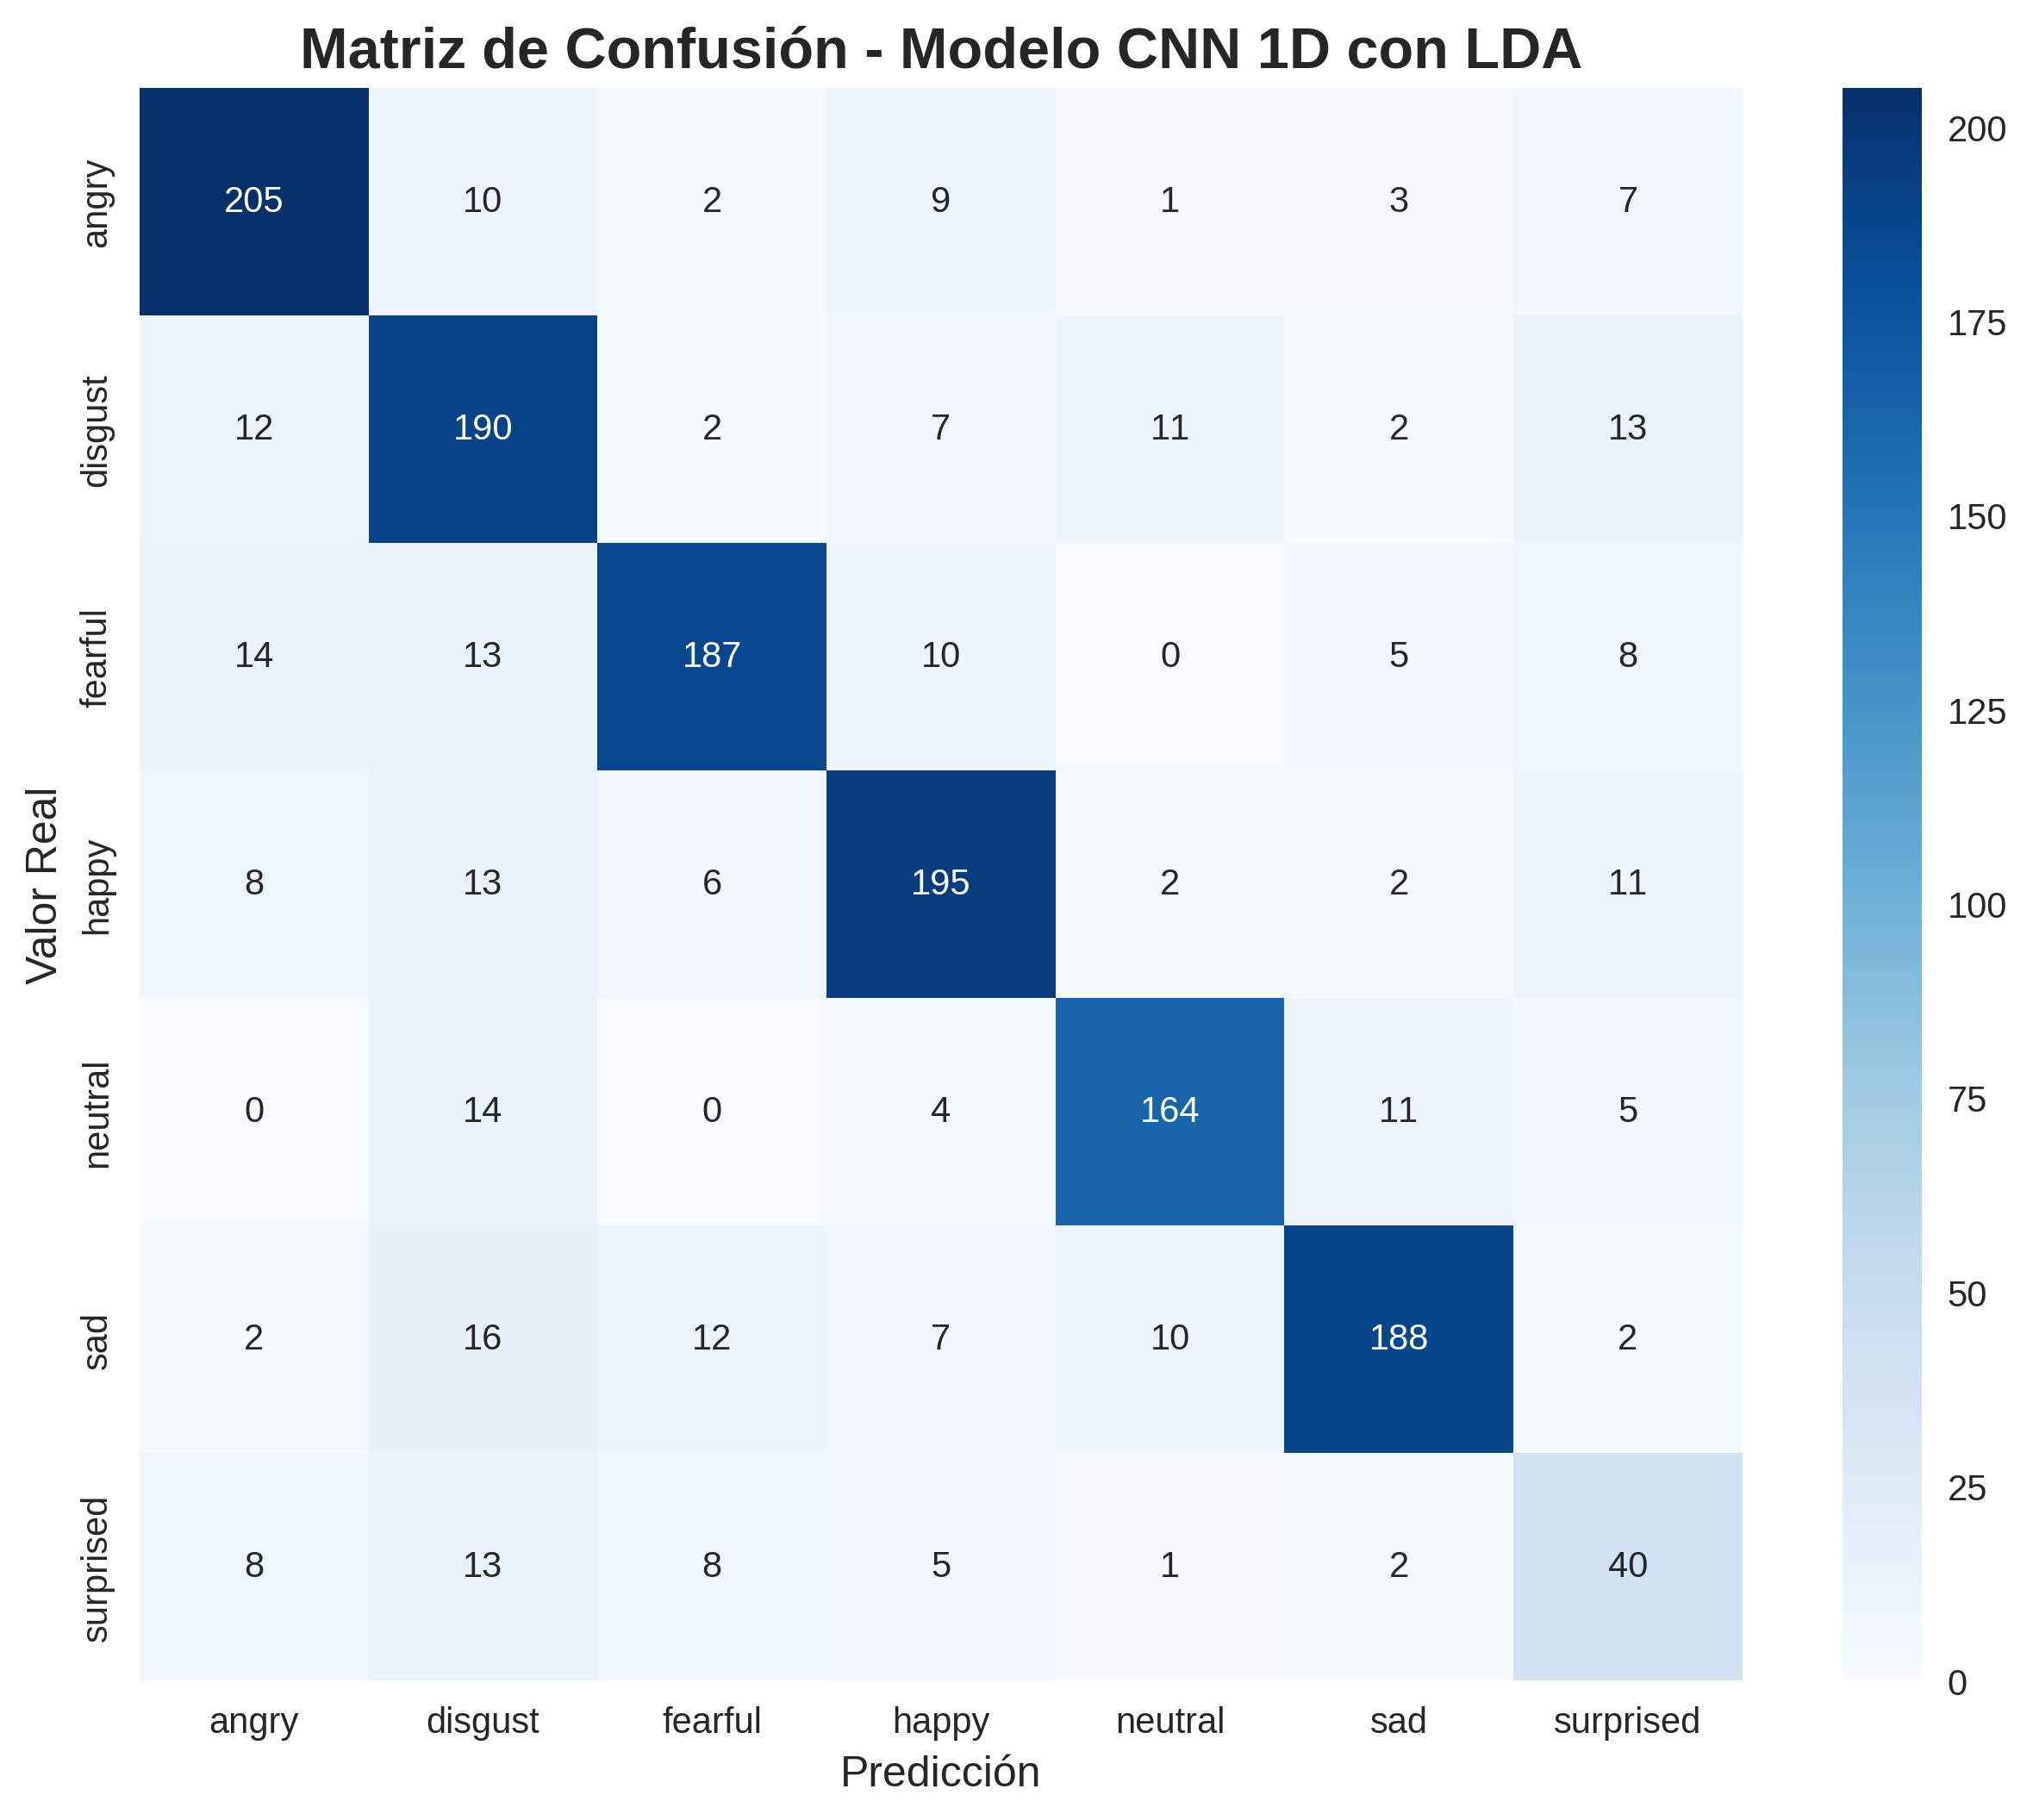 Matriz de Confusión - Modelo CNN 1D con LDA
angry 205 10 2 9 1 3 7
disgust 12 190 2 7 11 2 13
fearful 14 13 187 10 0 5 8
happy 8 13 6 195 2 2 11
neutral 0 14 0 4 164 11 5
sad 2 16 12 7 10 188 2
surprised 8 13 8 5 1 2 40
angry disgust fearful happy neutral sad surprised
Predicción
Valor Real
200
175
150
125
100
75
50
25
0